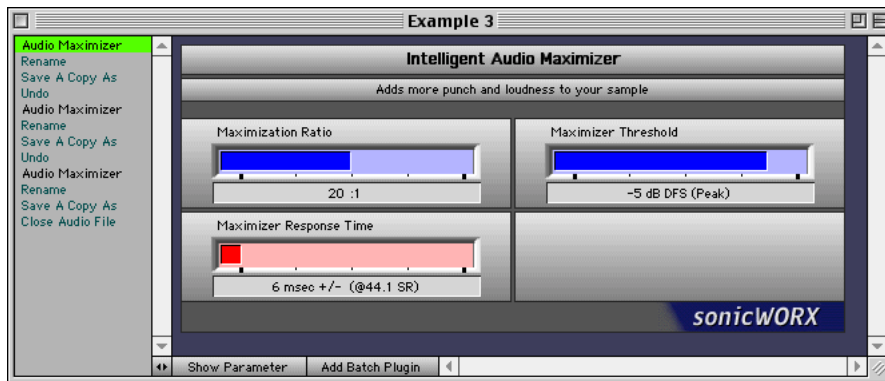 Example 3
Audio Maximizer
Rename
Save A Copy As
Undo
Audio Maximizer
Rename
Save A Copy As
Undo
Audio Maximizer
Rename
Save A Copy As
Close Audio File
Intelligent Audio Maximizer
Adds more punch and loudness to your sample
Maximization Ratio
20 :1
Maximizer Threshold
-5 dB DFS (Peak)
Maximizer Response Time
6 msec +/- (@44.1 SR)
sonicWORX
Show Parameter
Add Batch Plugin